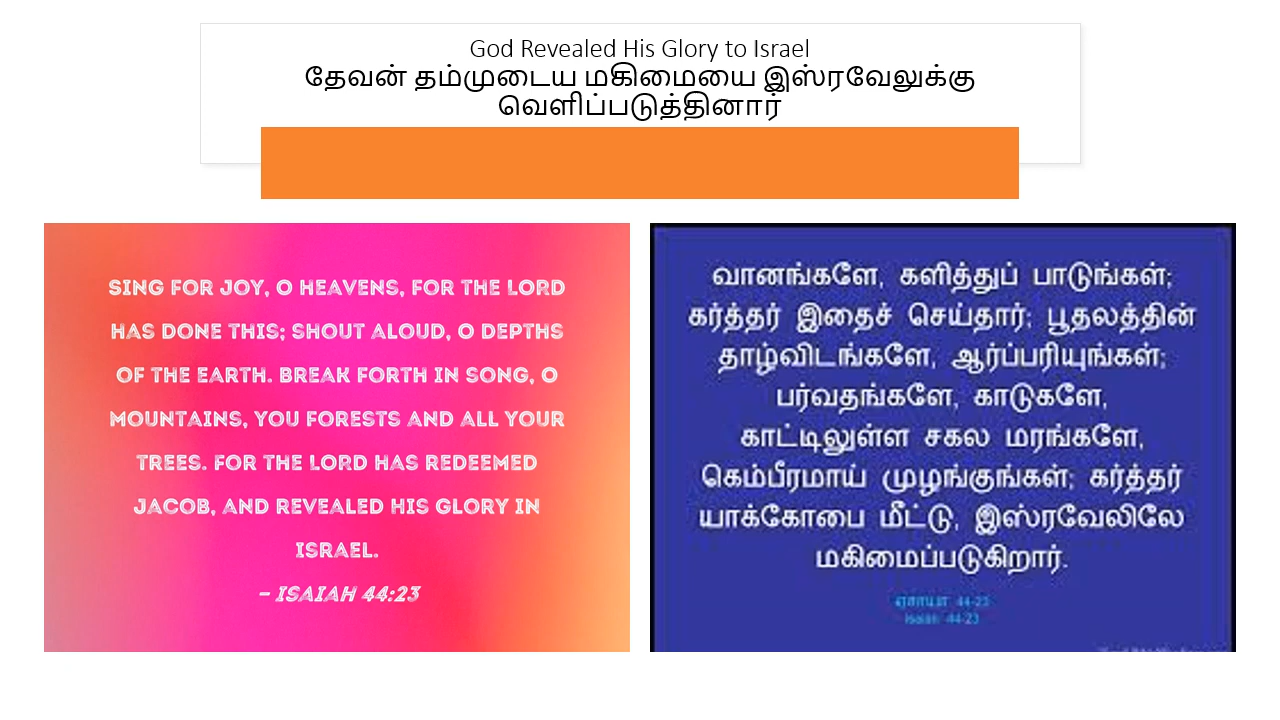 God Revealed His Glory to Israel
தேவன் தம்முடைய மகிமையை இஸ்ரவேலுக்கு
வெளிப்படுத்தினார்
SING FOR JOY, O HEAVENS, FOR THE LORD
HAS DONE THIS; SHOUT ALOUD, O DEPTHS
OF THE EARTH. BREAK FORTH IN SONG, O
MOUNTAINS, YOU FORESTS AND ALL YOUR
TREES. FOR THE LORD HAS REDEEMED
JACOB, AND REVEALED HIS GLORY IN
ISRAEL.
– ISAIAH 44:23
வானங்களே, களித்துப் பாடுங்கள்;
கர்த்தர் இதைச் செய்தார்; பூதலத்தின்
தாழ்விடங்களே, ஆர்ப்பரியுங்கள்;
பர்வதங்களே, காடுகளே,
காட்டிலுள்ள சகல மரங்களே,
கெம்பீரமாய் முழங்குங்கள்; கர்த்தர்
யாக்கோபை மீட்டு, இஸ்ரவேலிலே
மகிமைப்படுகிறார்.
ஏசாயா 44-23
Isaiah 44-23